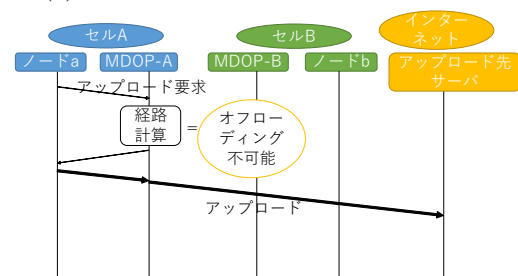 セルA
セルB
インター
ネット
ノードa
MDOP-A
MDOP-B
ノードb
アップロード先
サーバ
アップロード要求
経路
計算
=
オフロー
ディング
不可能
アップロード